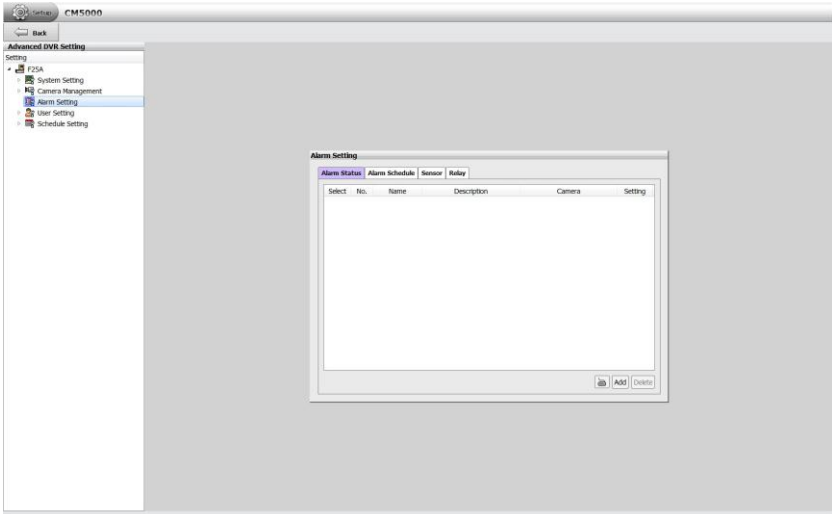 Setup CM5000
Back
Advanced DVR Setting
Setting
F25A
System Setting
Camera Management
Alarm Setting
User Setting
Schedule Setting
Alarm Setting
Alarm Status Alarm Schedule Sensor Relay
Select No. Name Description Camera Setting
Add Delete